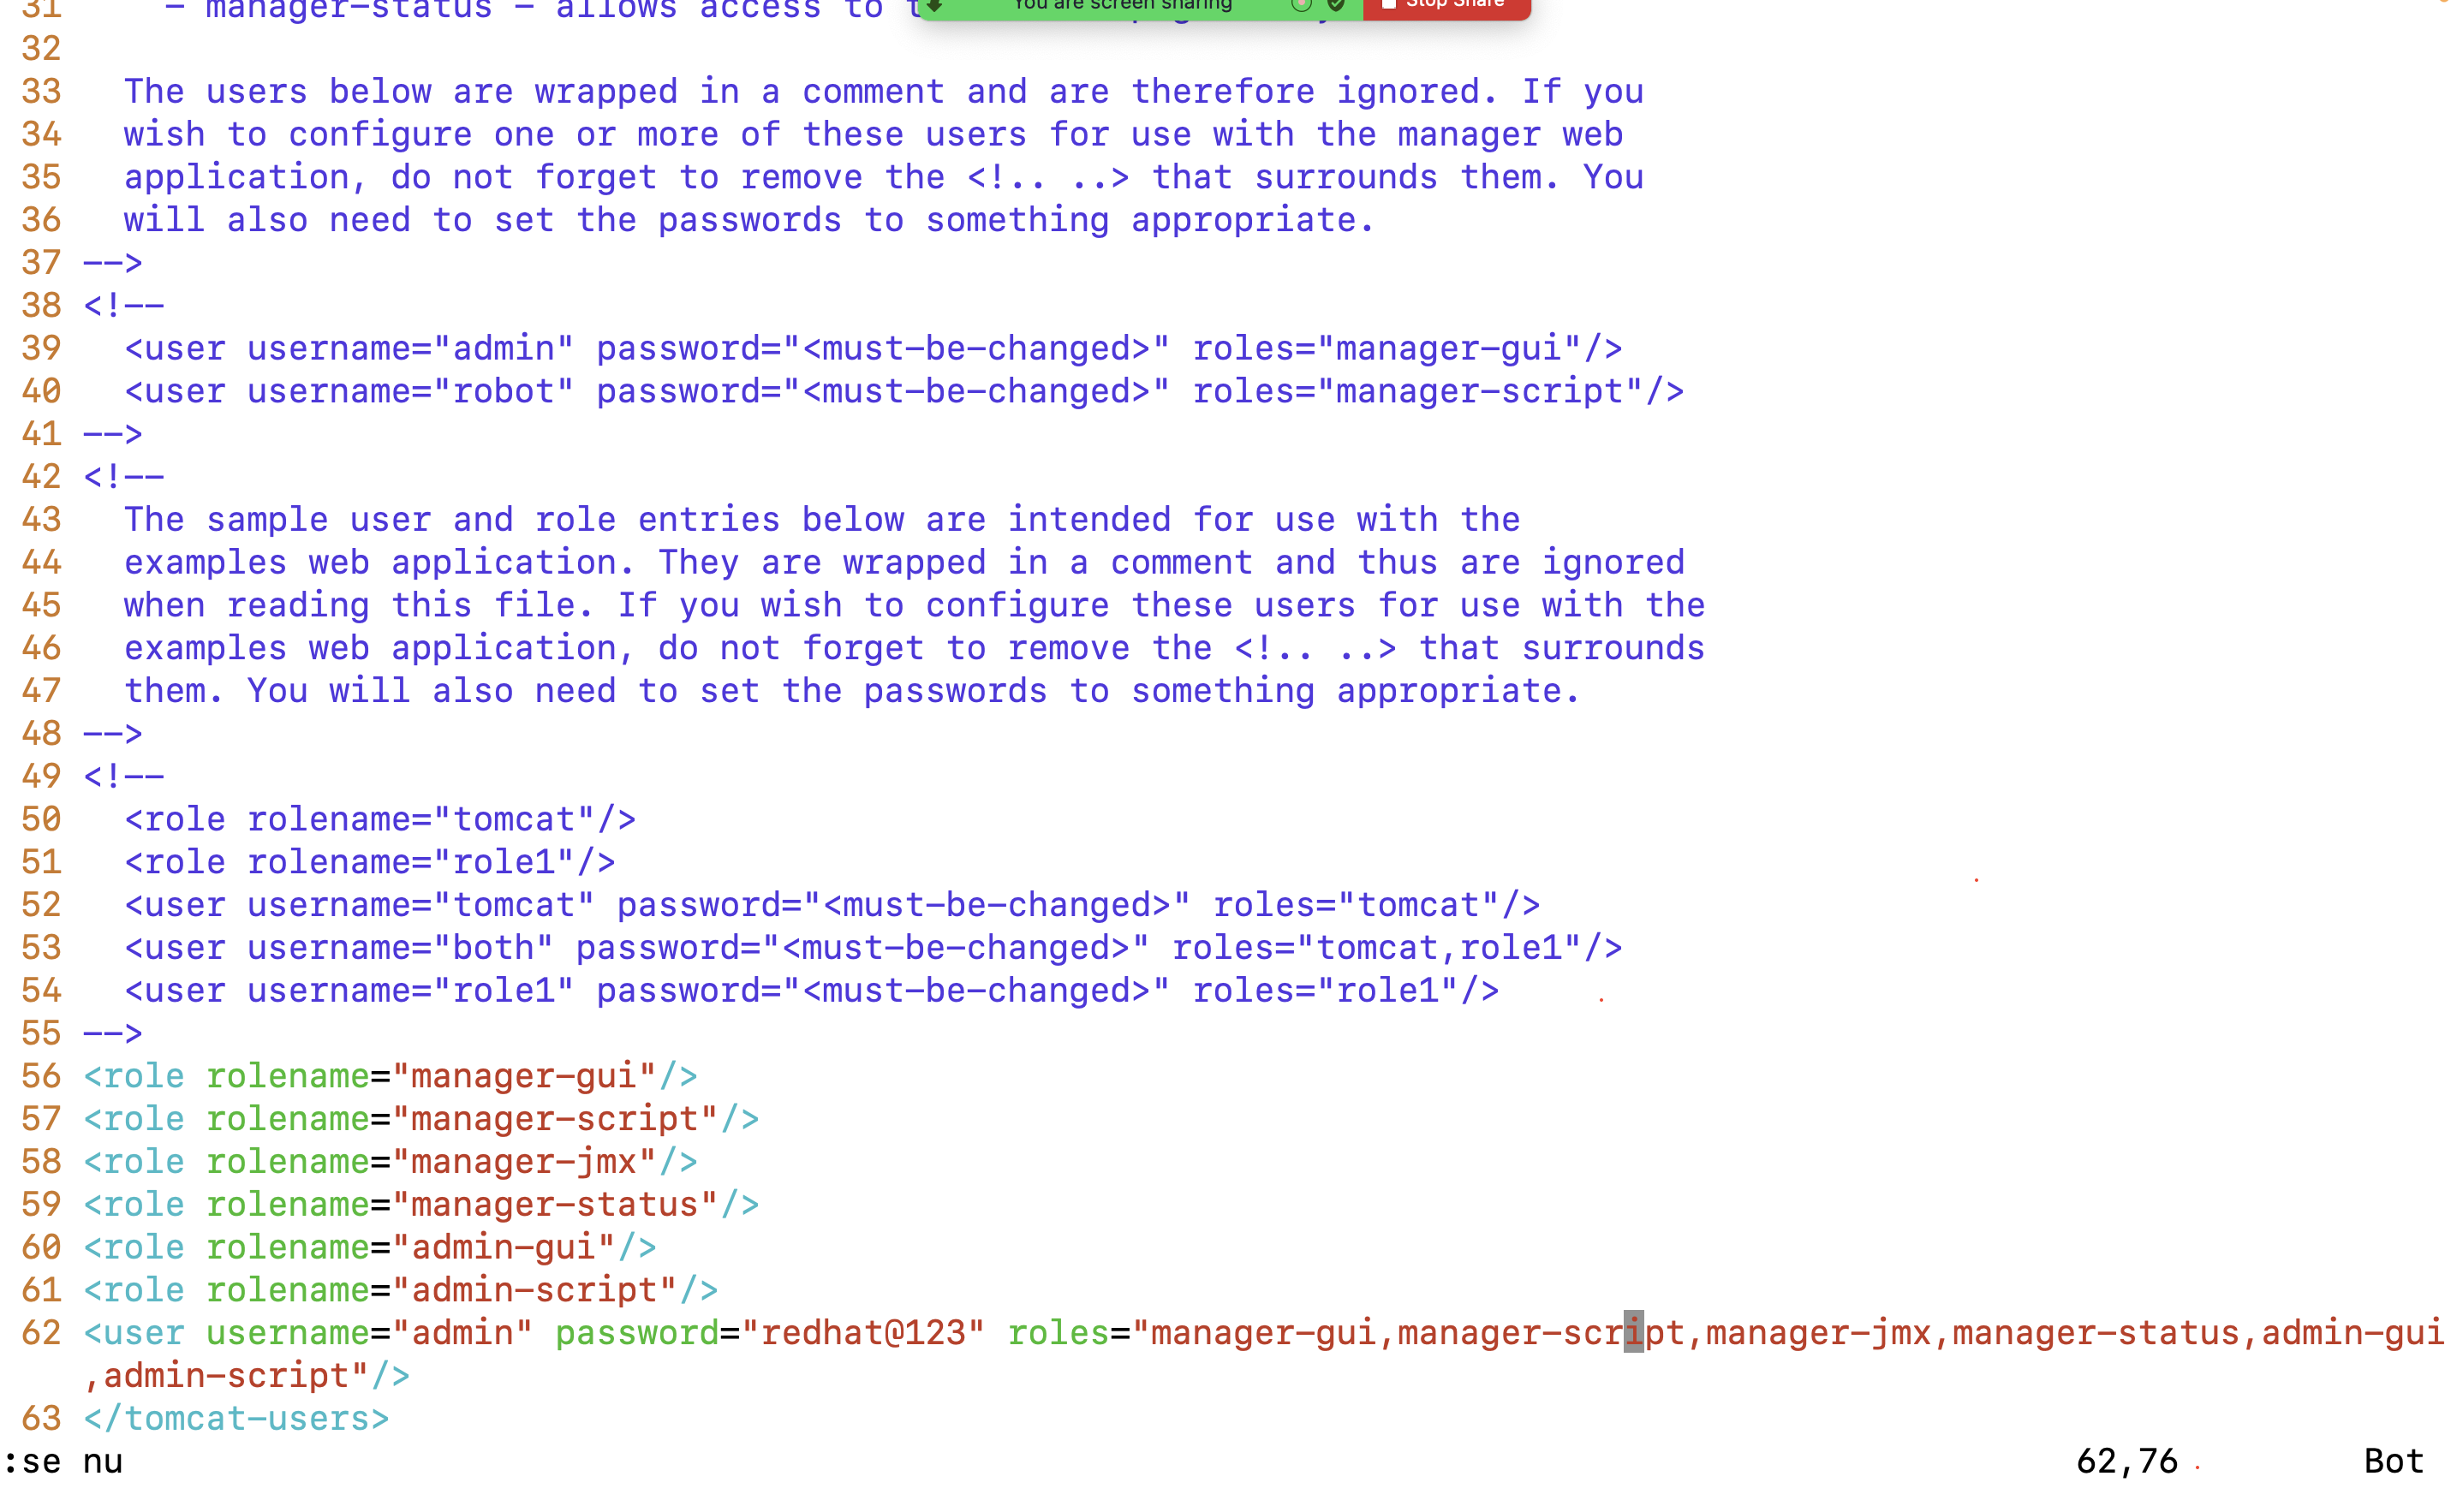 31     - manager-status - allows access to t
You are screen sharing
Stop Share
32
33   The users below are wrapped in a comment and are therefore ignored. If you
34   wish to configure one or more of these users for use with the manager web
35   application, do not forget to remove the <!.. ..> that surrounds them. You
36   will also need to set the passwords to something appropriate.
37 -->
38 <!--
39   <user username="admin" password="<must-be-changed>" roles="manager-gui"/>
40   <user username="robot" password="<must-be-changed>" roles="manager-script"/>
41 -->
42 <!--
43   The sample user and role entries below are intended for use with the
44   examples web application. They are wrapped in a comment and thus are ignored
45   when reading this file. If you wish to configure these users for use with the
46   examples web application, do not forget to remove the <!.. ..> that surrounds
47   them. You will also need to set the passwords to something appropriate.
48 -->
49 <!--
50   <role rolename="tomcat"/>
51   <role rolename="role1"/>
52   <user username="tomcat" password="<must-be-changed>" roles="tomcat"/>
53   <user username="both" password="<must-be-changed>" roles="tomcat,role1"/>
54   <user username="role1" password="<must-be-changed>" roles="role1"/>
55 -->
56 <role rolename="manager-gui"/>
57 <role rolename="manager-script"/>
58 <role rolename="manager-jmx"/>
59 <role rolename="manager-status"/>
60 <role rolename="admin-gui"/>
61 <role rolename="admin-script"/>
62 <user username="admin" password="redhat@123" roles="manager-gui,manager-script,manager-jmx,manager-status,admin-gui
,admin-script"/>
63 </tomcat-users>
:se nu 62,76 Bot